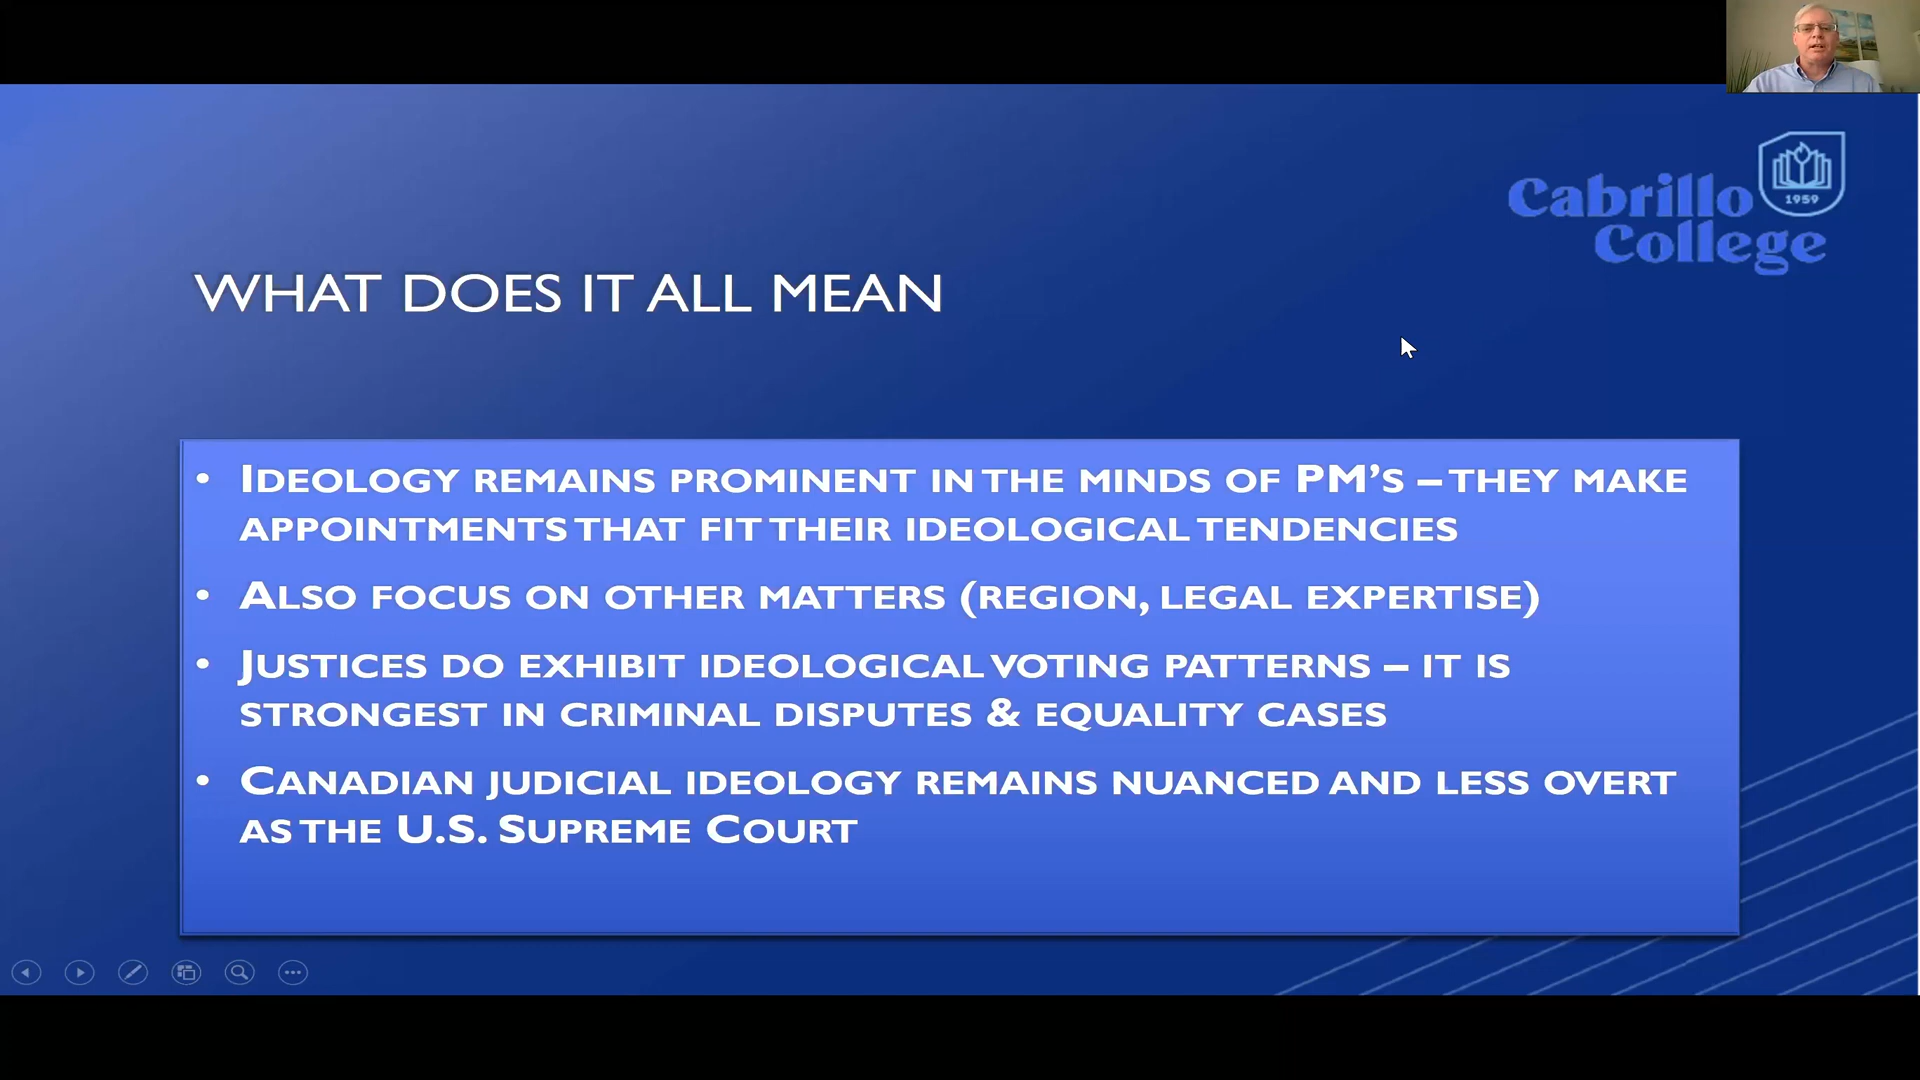 Cabrillo
College
1959
WHAT DOES IT ALL MEAN
• IDEOLOGY REMAINS PROMINENT IN THE MINDS OF PM'S – THEY MAKE
APPOINTMENTS THAT FIT THEIR IDEOLOGICAL TENDENCIES
• ALSO FOCUS ON OTHER MATTERS (REGION, LEGAL EXPERTISE)
• JUSTICES DO EXHIBIT IDEOLOGICAL VOTING PATTERNS – IT IS
STRONGEST IN CRIMINAL DISPUTES & EQUALITY CASES
• CANADIAN JUDICIAL IDEOLOGY REMAINS NUANCED AND LESS OVERT
AS THE U.S. SUPREME COURT